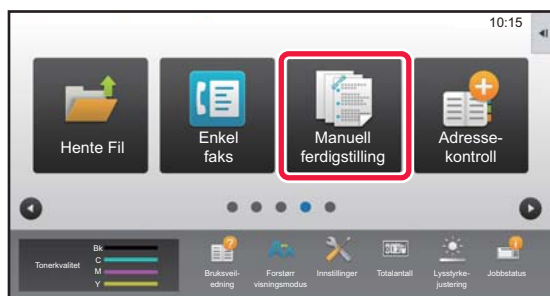 10:15
Hente Fil
Enkel
faks
Manuell
ferdigstilling
Adresse-
kontroll
Tonerkvalitet
Bk
C
M
Y
Bruksveil-
edning
Forstørr
visningsmodus
Innstillinger
Totalantall
Lysstyrke-
justering
Jobbstatus